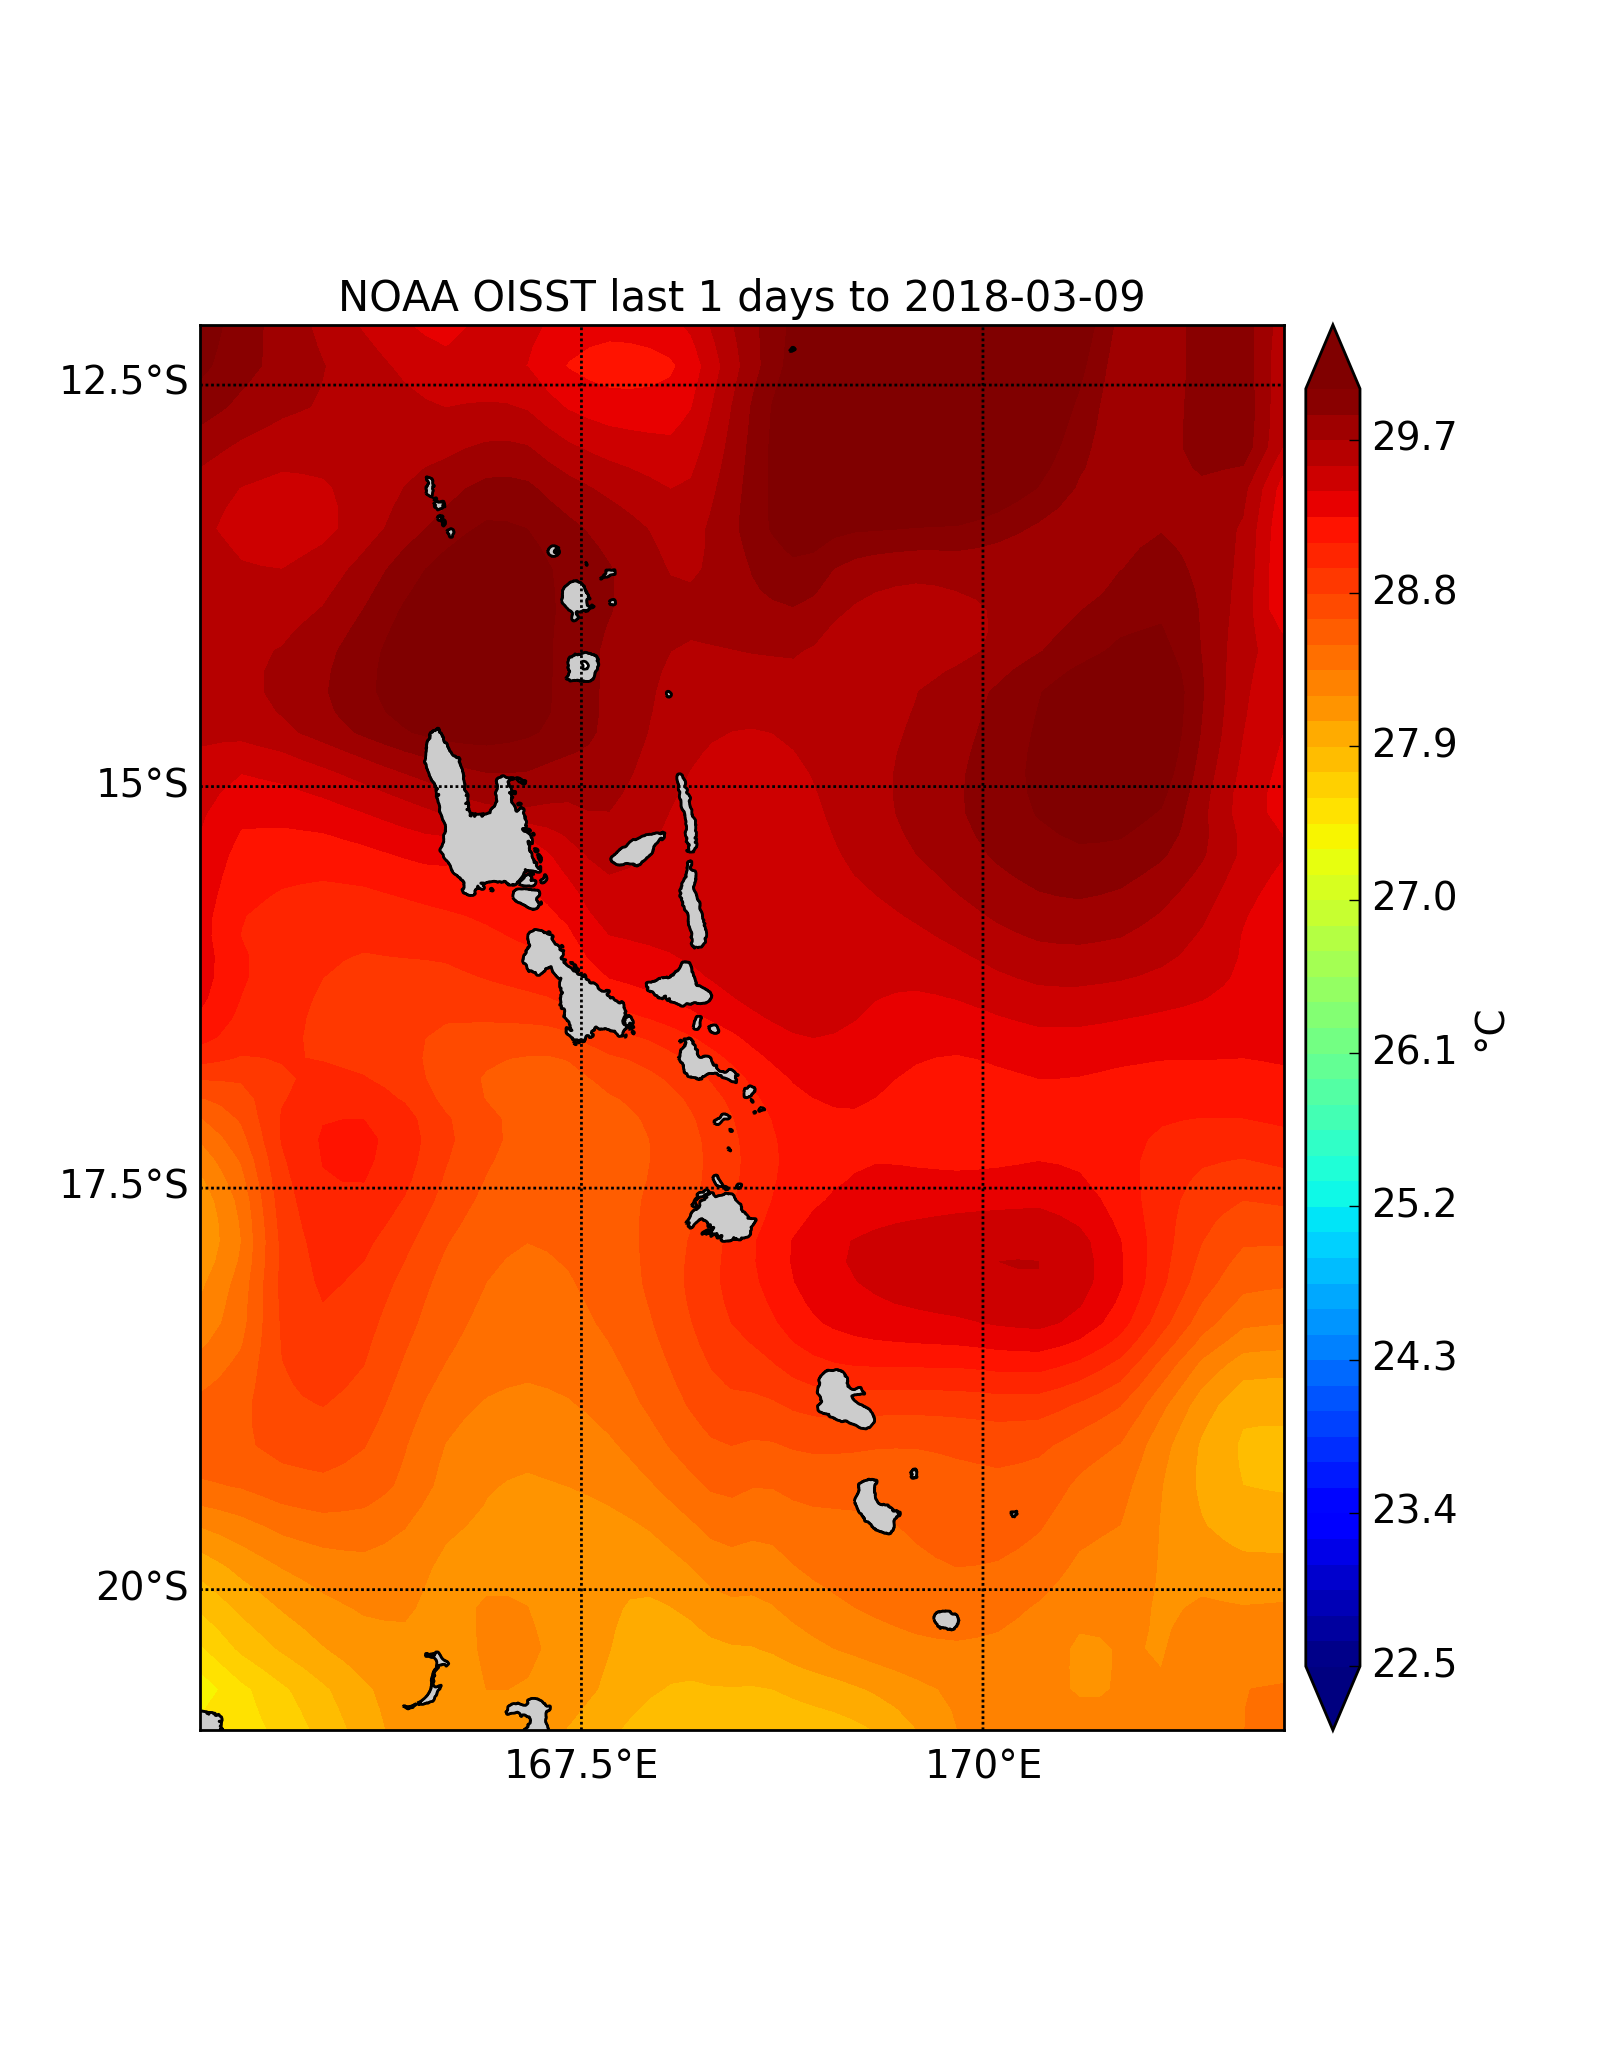 NOAA OISST last 1 days to 2018-03-09
12.5°S
15°S
17.5°S
20°S
167.5°E
170°E
29.7
28.8
27.9
27.0
26.1
25.2
24.3
23.4
22.5
°C